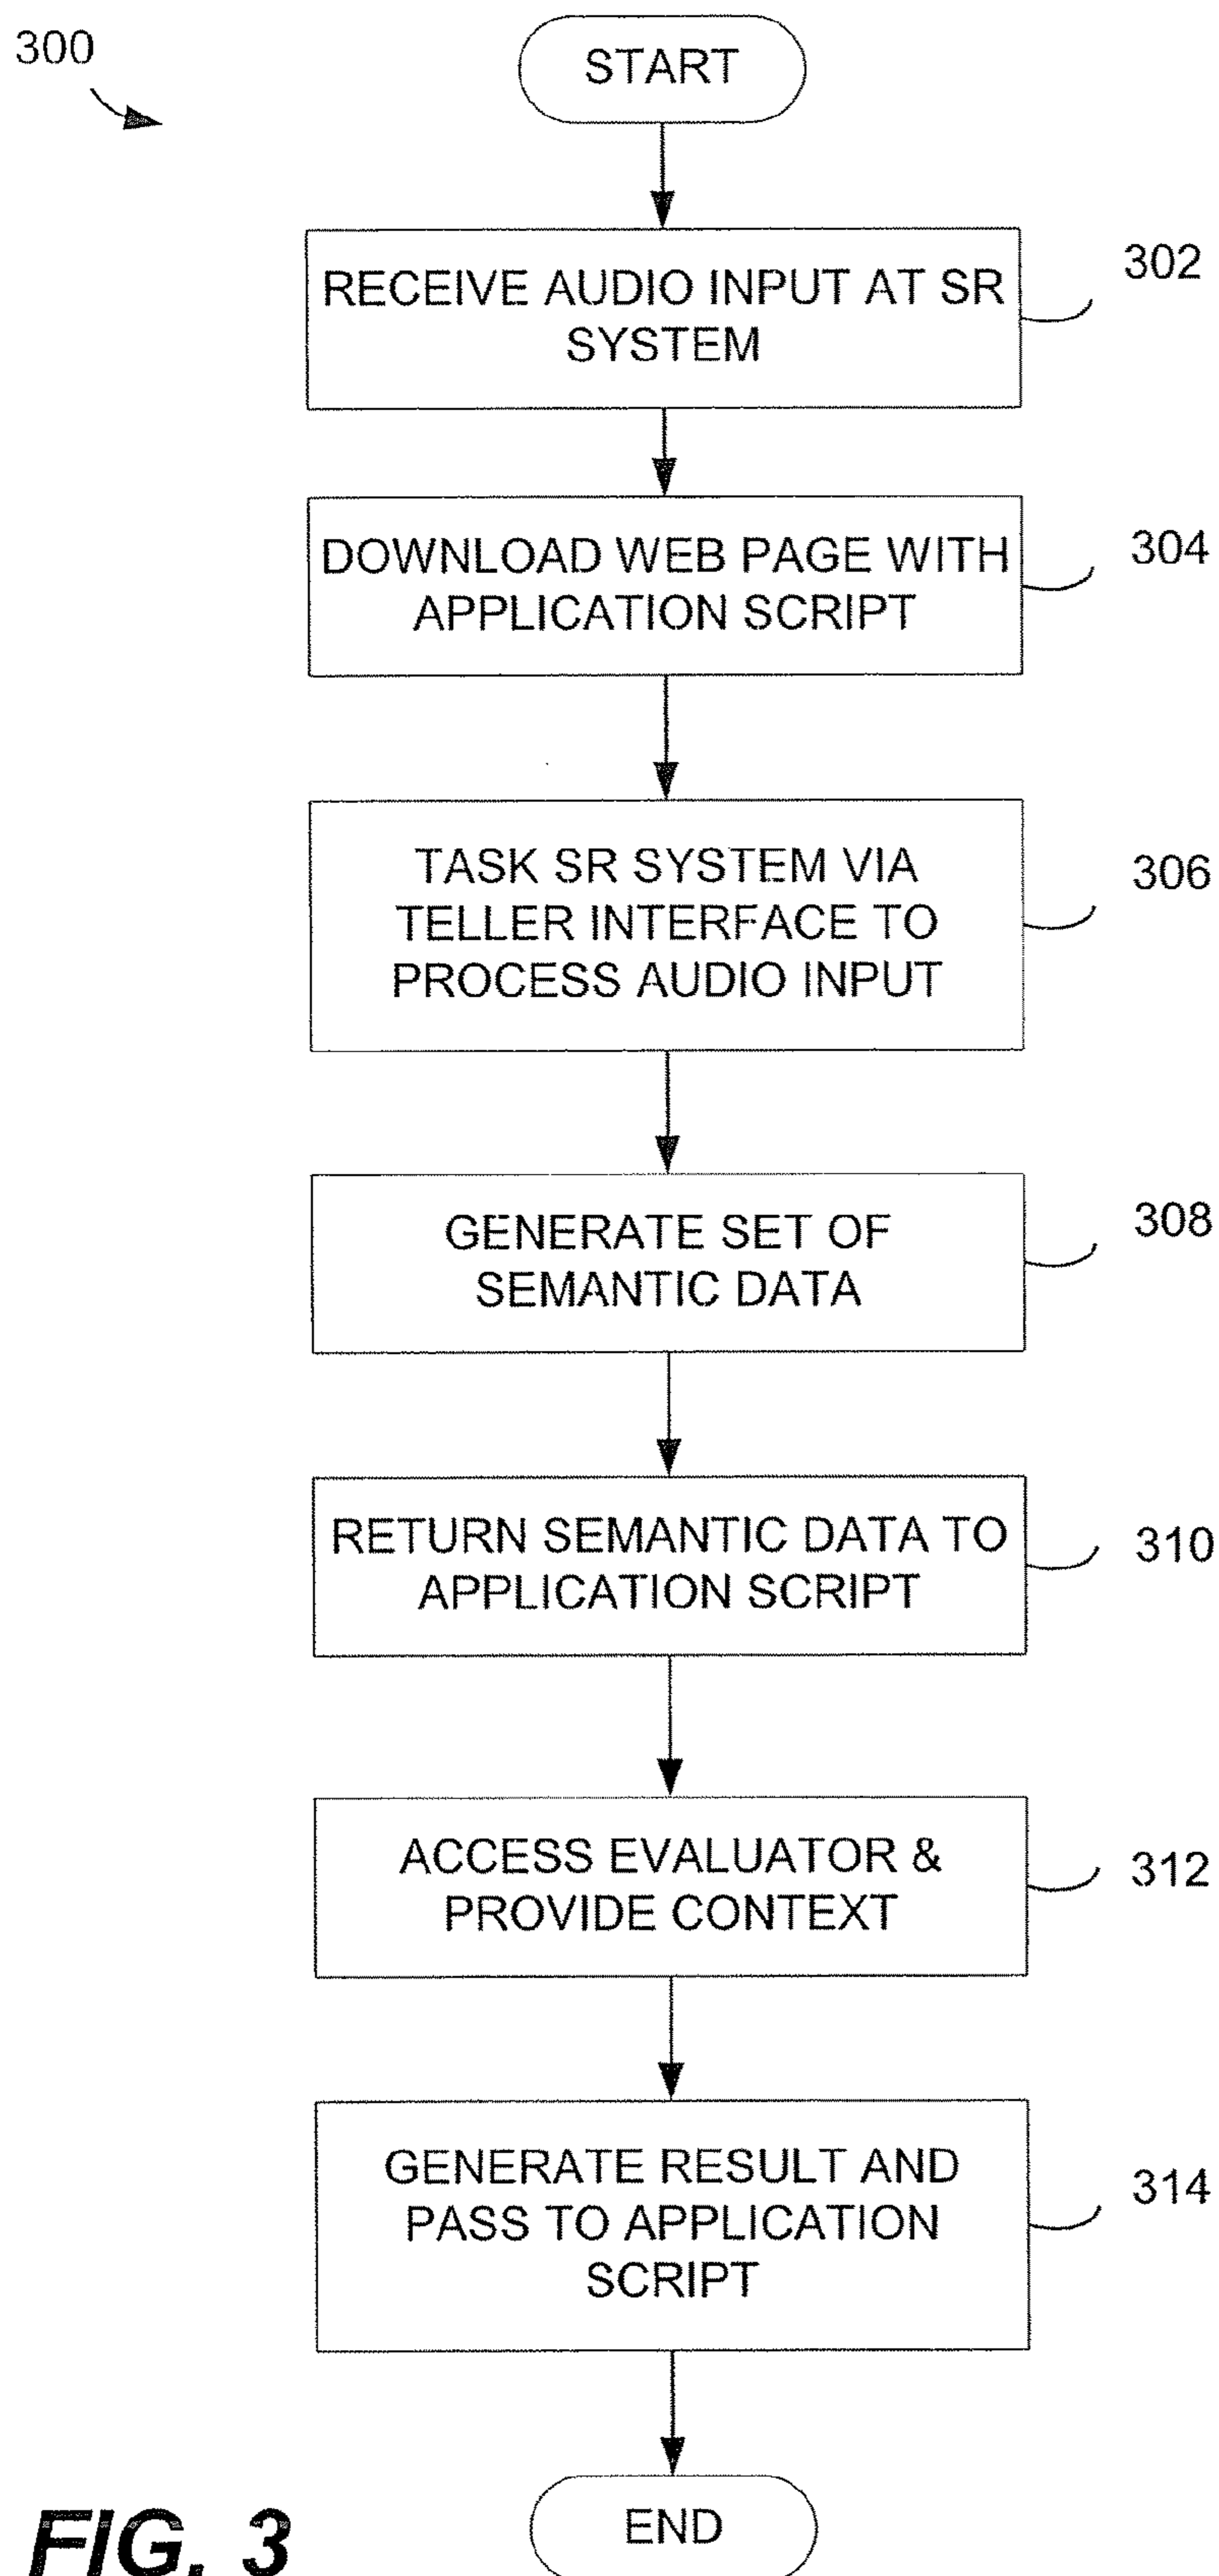 300
START
RECEIVE AUDIO INPUT AT SR
SYSTEM
302
DOWNLOAD WEB PAGE WITH
APPLICATION SCRIPT
304
TASK SR SYSTEM VIA
TELLER INTERFACE TO
PROCESS AUDIO INPUT
306
GENERATE SET OF
SEMANTIC DATA
308
RETURN SEMANTIC DATA TO
APPLICATION SCRIPT
310
ACCESS EVALUATOR &
PROVIDE CONTEXT
312
GENERATE RESULT AND
PASS TO APPLICATION
SCRIPT
314
END
FIG. 3